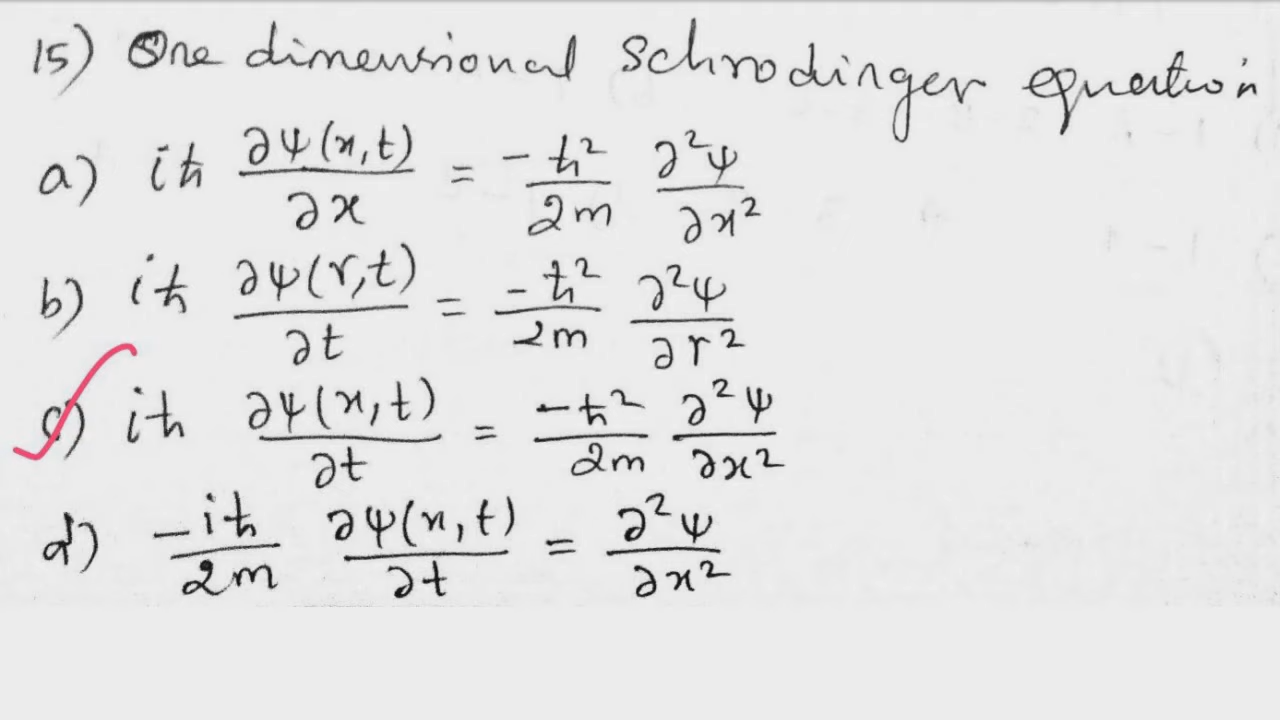 15) One dimensional Schrodinger equation
a) iħ ∂ψ(x,t)/∂x = -ħ²/2m ∂²ψ/∂x²
b) iħ ∂ψ(r,t)/∂t = -ħ²/2m ∂²ψ/∂r²
c) iħ ∂ψ(x,t)/∂t = -ħ²/2m ∂²ψ/∂x²
d) -iħ/2m ∂ψ(x,t)/∂t = ∂²ψ/∂x²